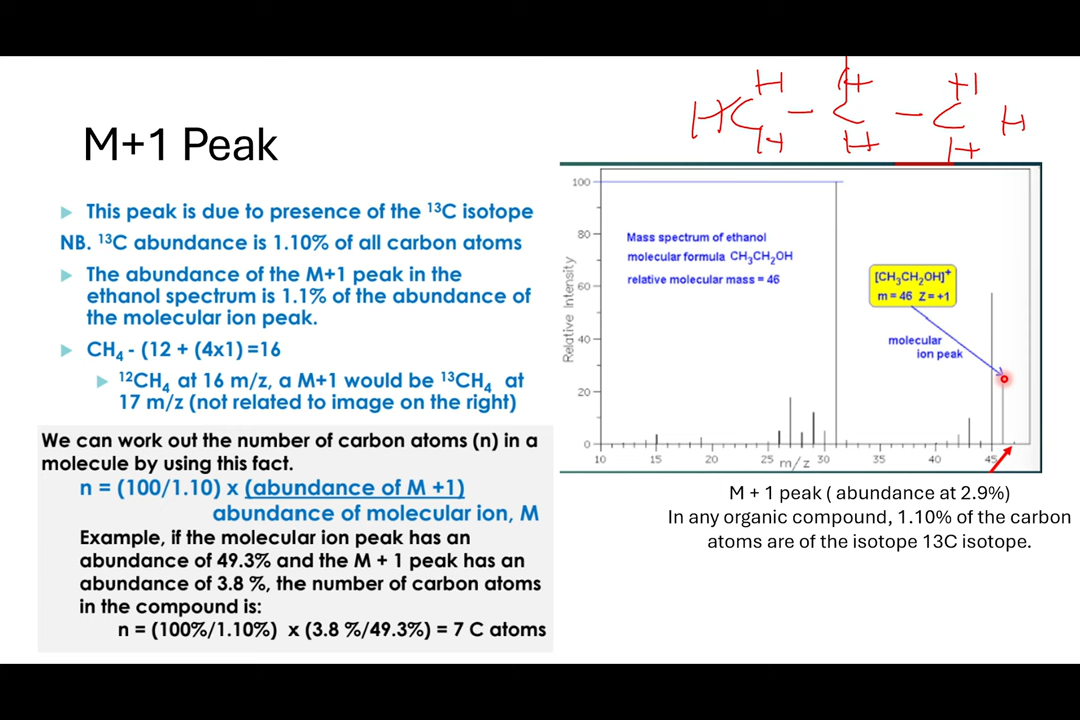 H H H
HC - C - C H
H H H
M+1 Peak
This peak is due to presence of the ¹³C isotope
NB. ¹³C abundance is 1.10% of all carbon atoms
The abundance of the M+1 peak in the
ethanol spectrum is 1.1% of the abundance of
the molecular ion peak.
CH₄ - (12 + (4x1) =16
¹²CH₄ at 16 m/z, a M+1 would be ¹³CH₄ at
17 m/z (not related to image on the right)
We can work out the number of carbon atoms (n) in a
molecule by using this fact.
n = (100/1.10) x (abundance of M +1)
abundance of molecular ion, M
Example, if the molecular ion peak has an
abundance of 49.3% and the M + 1 peak has an
abundance of 3.8 %, the number of carbon atoms
in the compound is:
n = (100%/1.10%) x (3.8 %/49.3%) = 7 C atoms
100
80
60
40
20
0
Relative Intensity
Mass spectrum of ethanol
molecular formula CH₃CH₂OH
relative molecular mass = 46
[CH₃CH₂OH]⁺
m = 46 Z = +1
molecular
ion peak
10 15 20 25 30 35 40 45
m / z
M + 1 peak ( abundance at 2.9%)
In any organic compound, 1.10% of the carbon
atoms are of the isotope 13C isotope.